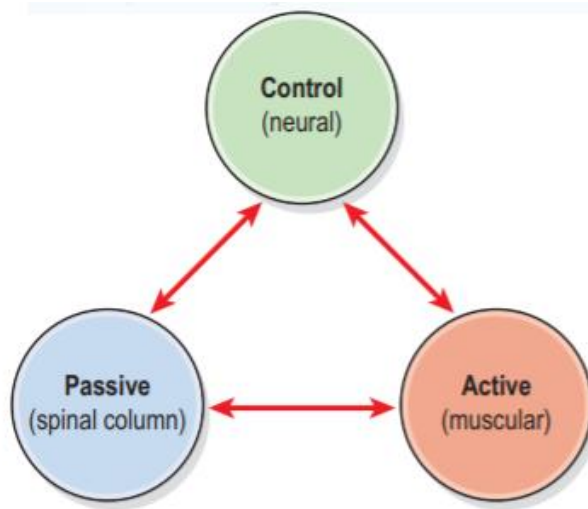 Control
(neural)
Passive
(spinal column)
Active
(muscular)